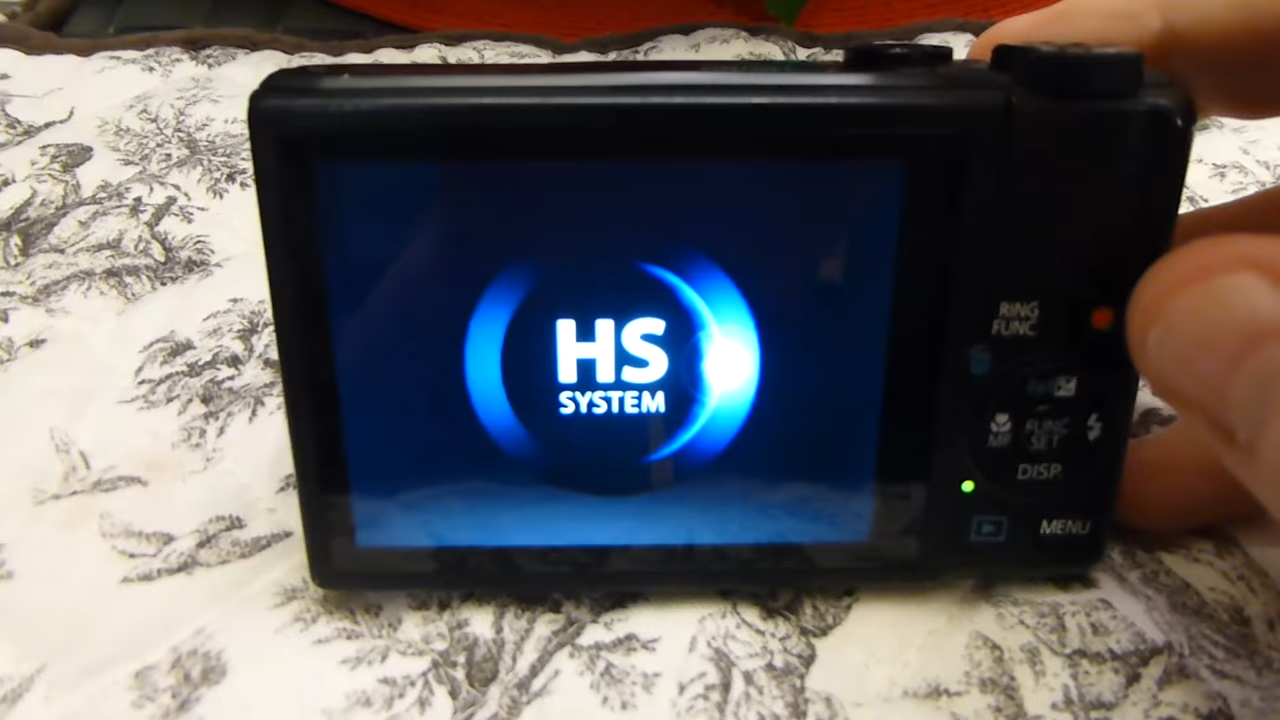 HS
SYSTEM
RING
FUNC.
MF
FUNC.
SET
DISP.
MENU